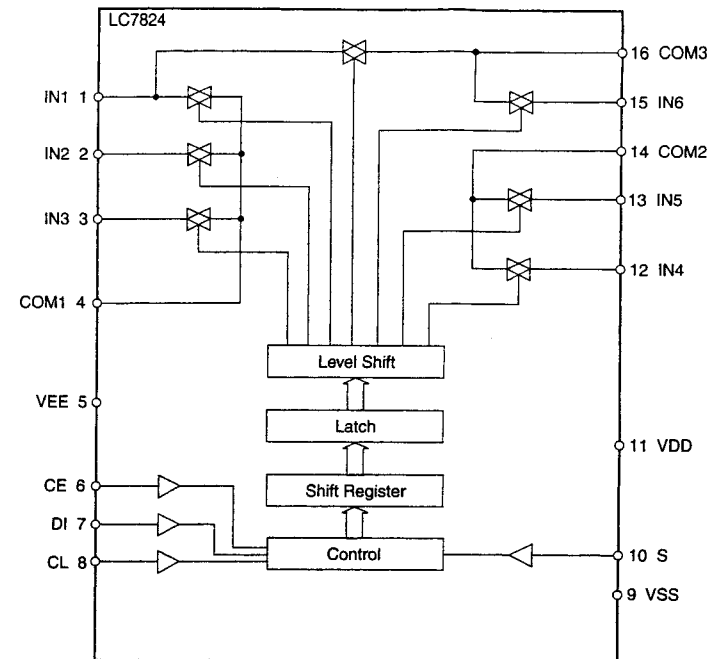 LC7824
IN1 1
IN2 2
IN3 3
COM1 4
VEE 5
CE 6
DI 7
CL 8
16 COM3
15 IN6
14 COM2
13 IN5
12 IN4
11 VDD
10 S
9 VSS
Level Shift
Latch
Shift Register
Control